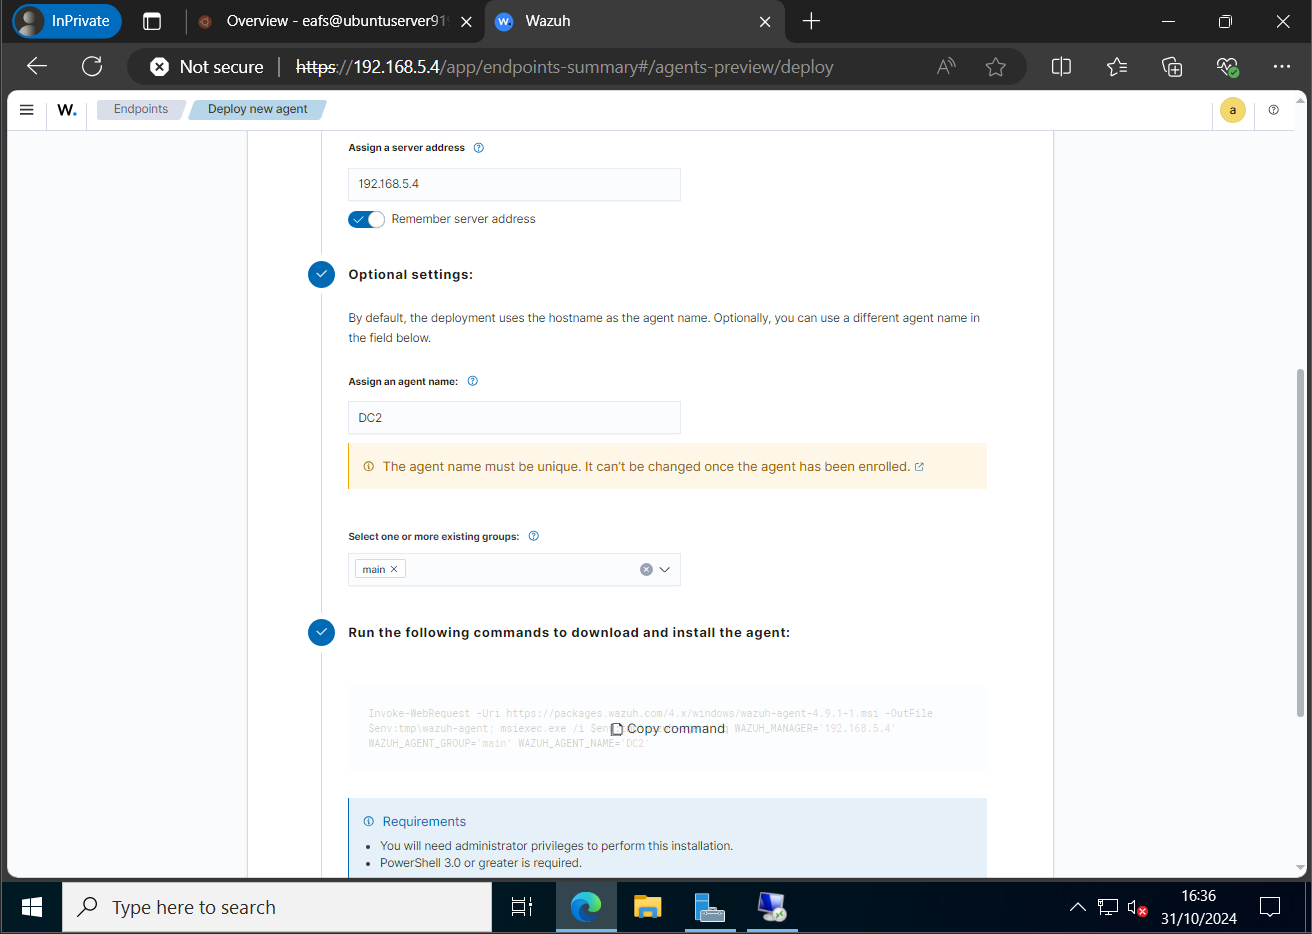 InPrivate
Overview - eafs@ubuntuserver91
Wazuh
Not secure
https://192.168.5.4/app/endpoints-summary#/agents-preview/deploy
W.
Endpoints
Deploy new agent
a
Assign a server address
192.168.5.4
Remember server address
Optional settings:
By default, the deployment uses the hostname as the agent name. Optionally, you can use a different agent name in
the field below.
Assign an agent name:
DC2
The agent name must be unique. It can't be changed once the agent has been enrolled.
Select one or more existing groups:
main
Run the following commands to download and install the agent:
Invoke-WebRequest -Uri https://packages.wazuh.com/4.x/windows/wazuh-agent-4.9.1-1.msi -OutFile
$env:tmp\wazuh-agent; msiexec.exe /i $env WAZUH_MANAGER='192.168.5.4'
Copy command
WAZUH_AGENT_GROUP='main' WAZUH_AGENT_NAME='DC2'
Requirements
You will need administrator privileges to perform this installation.
PowerShell 3.0 or greater is required.
Type here to search
16:36
31/10/2024